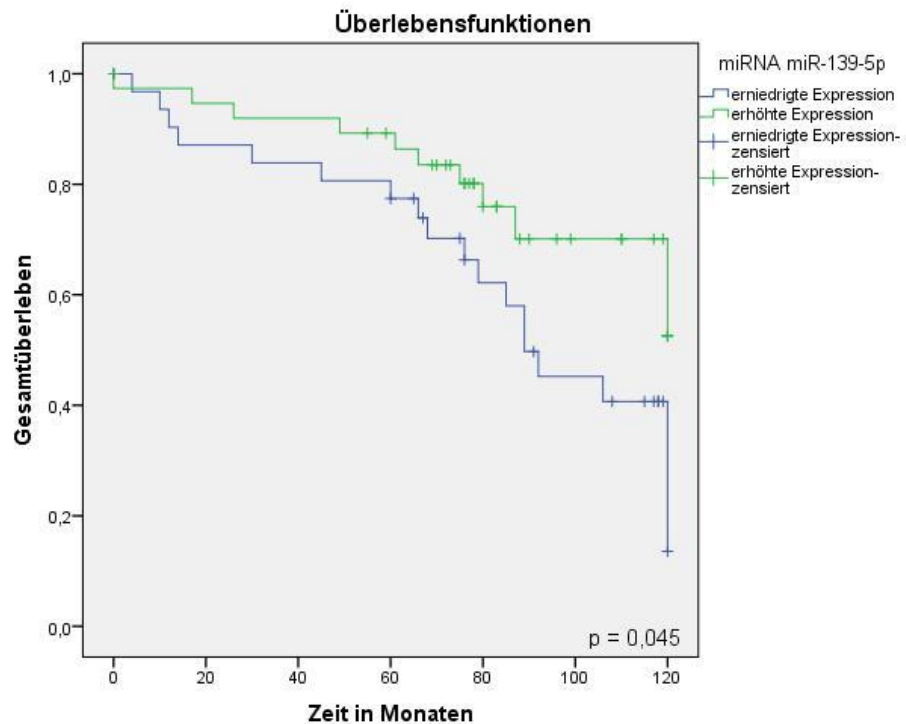 Überlebensfunktionen
miRNA miR-139-5p
erniedrigte Expression
erhöhte Expression
erniedrigte Expression-
zensiert
erhöhte Expression-
zensiert
Gesamtüberleben
1,0
0,8
0,6
0,4
0,2
0,0
p = 0,045
0 20 40 60 80 100 120
Zeit in Monaten